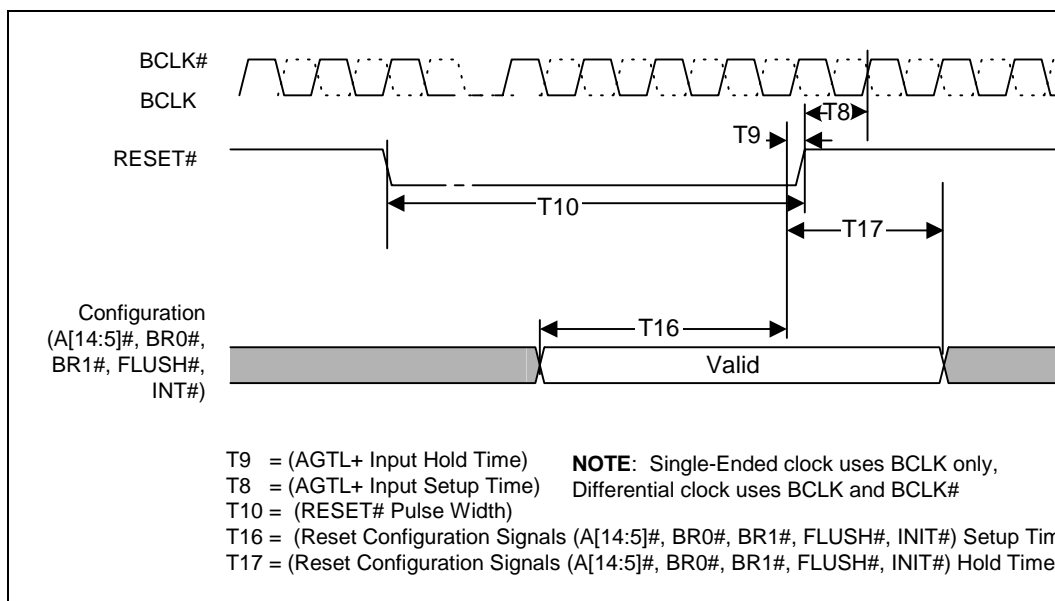 BCLK#
BCLK
T8
T9
RESET#
T10
T17
Configuration
(A[14:5]#, BR0#,
BR1#, FLUSH#,
INT#)
T16
Valid
T9 = (AGTL+ Input Hold Time)
T8 = (AGTL+ Input Setup Time)
T10 = (RESET# Pulse Width)
NOTE: Single-Ended clock uses BCLK only,
Differential clock uses BCLK and BCLK#
T16 = (Reset Configuration Signals (A[14:5]#, BR0#, BR1#, FLUSH#, INIT#) Setup Tim
T17 = (Reset Configuration Signals (A[14:5]#, BR0#, BR1#, FLUSH#, INIT#) Hold Time